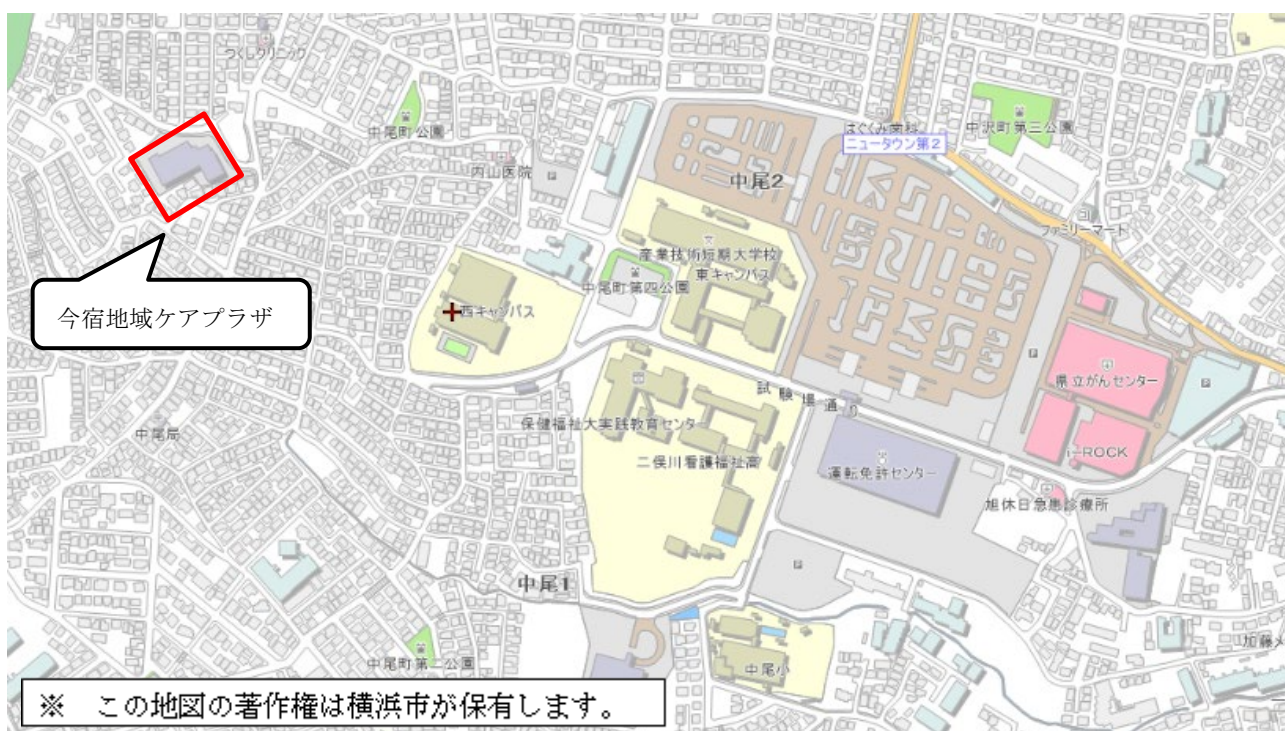 つくしクリニック
中尾町公園
はぐくみ歯科
ニュータウン第2
中沢町第三公園
内山医院
P
中尾2
ファミリーマート
産業技術短期大学校
東キャンパス
中尾町第四公園
今宿地域ケアプラザ
西キャンパス
P
県立がんセンター
P
試験場通り
中尾局
保健福祉大実践教育センタ
二俣川看護福祉高
運転免許センター
i-ROCK
旭休日急患診療所
中尾1
P
中尾町第二公園
中尾小
加藤
※ この地図の著作権は横浜市が保有します。